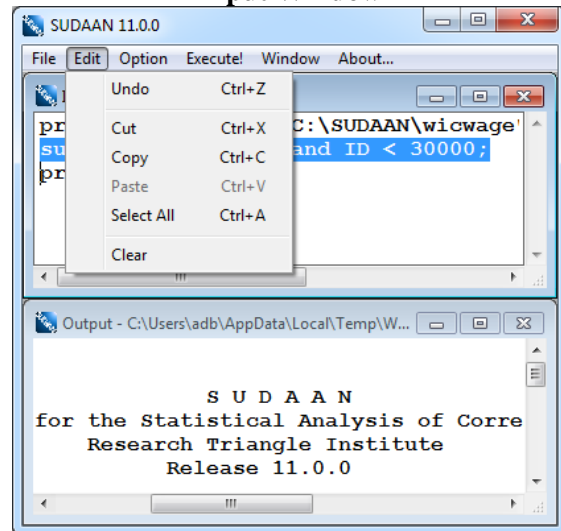 SUDAAN 11.0.0
File Edit Option Execute! Window About...
Undo Ctrl+Z
Cut Ctrl+X
Copy Ctrl+C
Paste Ctrl+V
Select All Ctrl+A
Clear
pr C:\SUDAAN\wicwage'
su and ID < 30000;
pr
Output - C:\Users\adb\AppData\Local\Temp\W...
S U D A A N
for the Statistical Analysis of Corre
Research Triangle Institute
Release 11.0.0